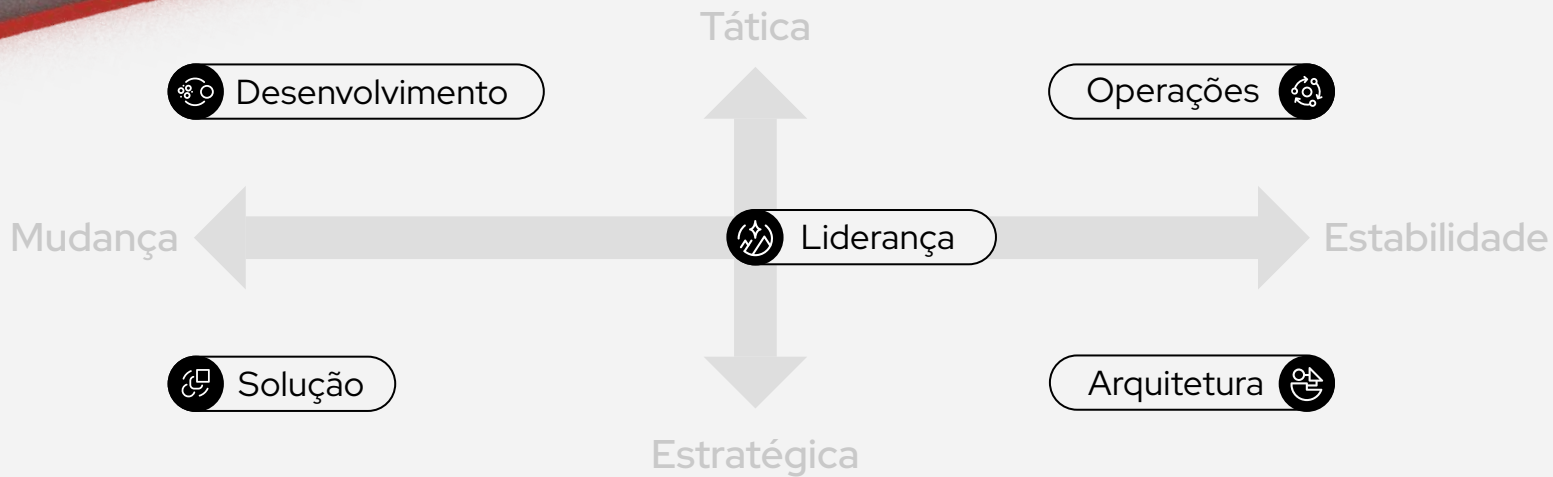 Tática
Desenvolvimento
Operações
Mudança
Liderança
Estabilidade
Solução
Arquitetura
Estratégica